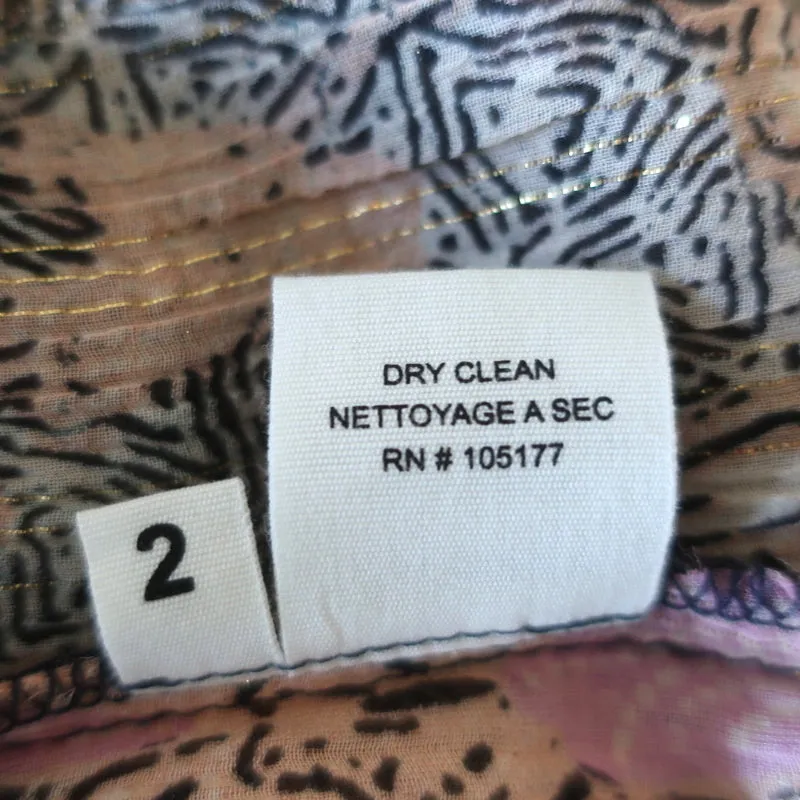 DRY CLEAN
NETTOYAGE A SEC
RN # 105177
2